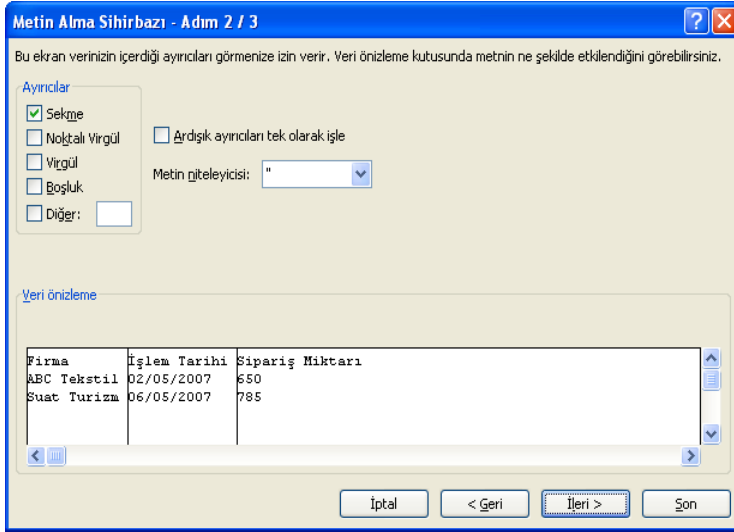 Metin Alma Sihirbazı - Adım 2 / 3
Bu ekran verinizin içerdiği ayırıcıları görmenize izin verir. Veri önizleme kutusunda metnin ne şekilde etkilendiğini görebilirsiniz.
Ayırıcılar
Sekme
Noktalı Virgül
Virgül
Boşluk
Diğer:
Ardışık ayırıcıları tek olarak işle
Metin niteleyicisi: "
Veri önizleme
Firma İşlem Tarihi Sipariş Miktarı
ABC Tekstil 02/05/2007 650
Suat Turizm 06/05/2007 785
İptal < Geri İleri > Son